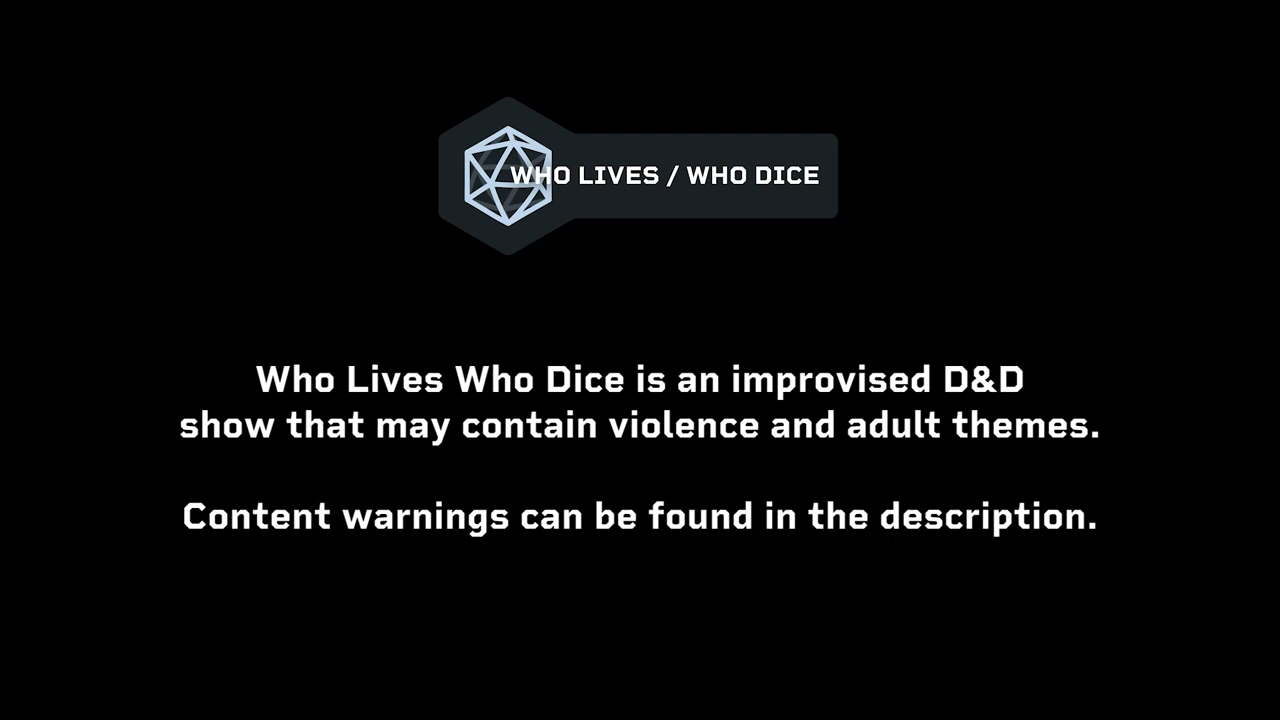 WHO LIVES / WHO DICE
Who Lives Who Dice is an improvised D&D
show that may contain violence and adult themes.
Content warnings can be found in the description.